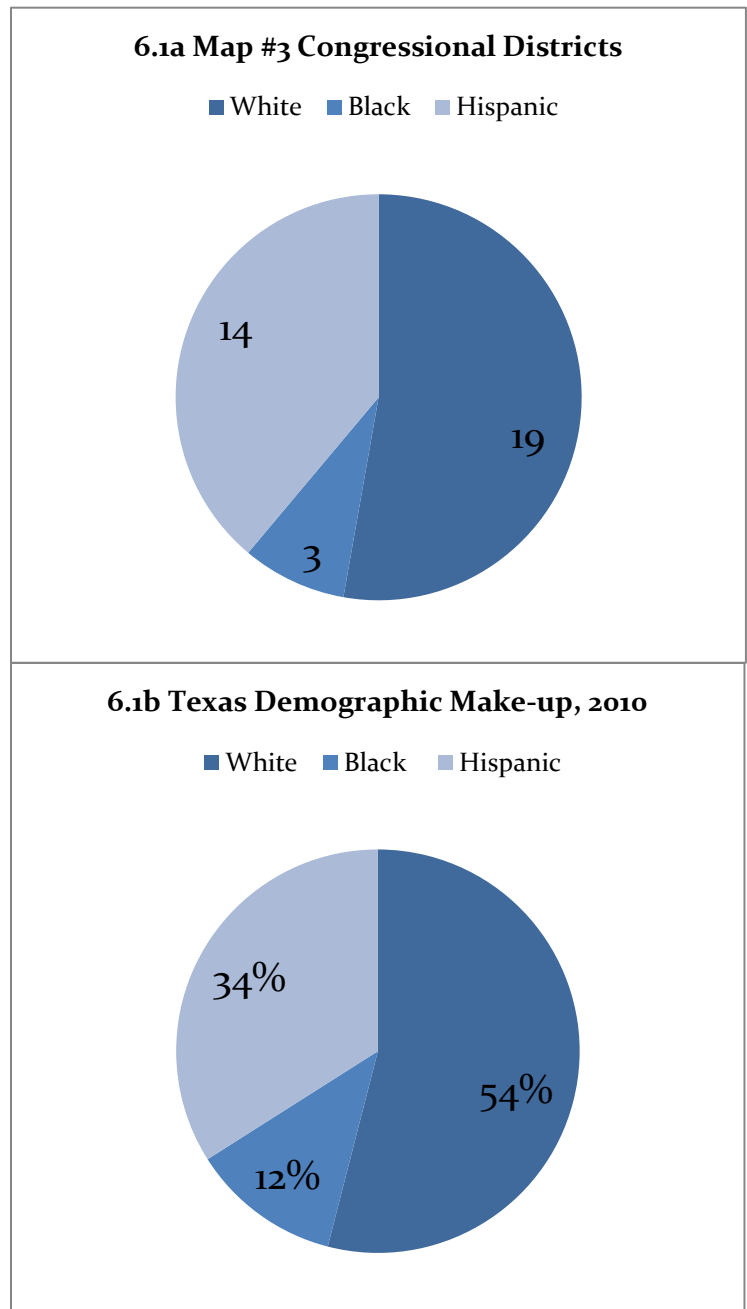 6.1a Map #3 Congressional Districts
White Black Hispanic
14
19
3
6.1b Texas Demographic Make-up, 2010
White Black Hispanic
34%
54%
12%